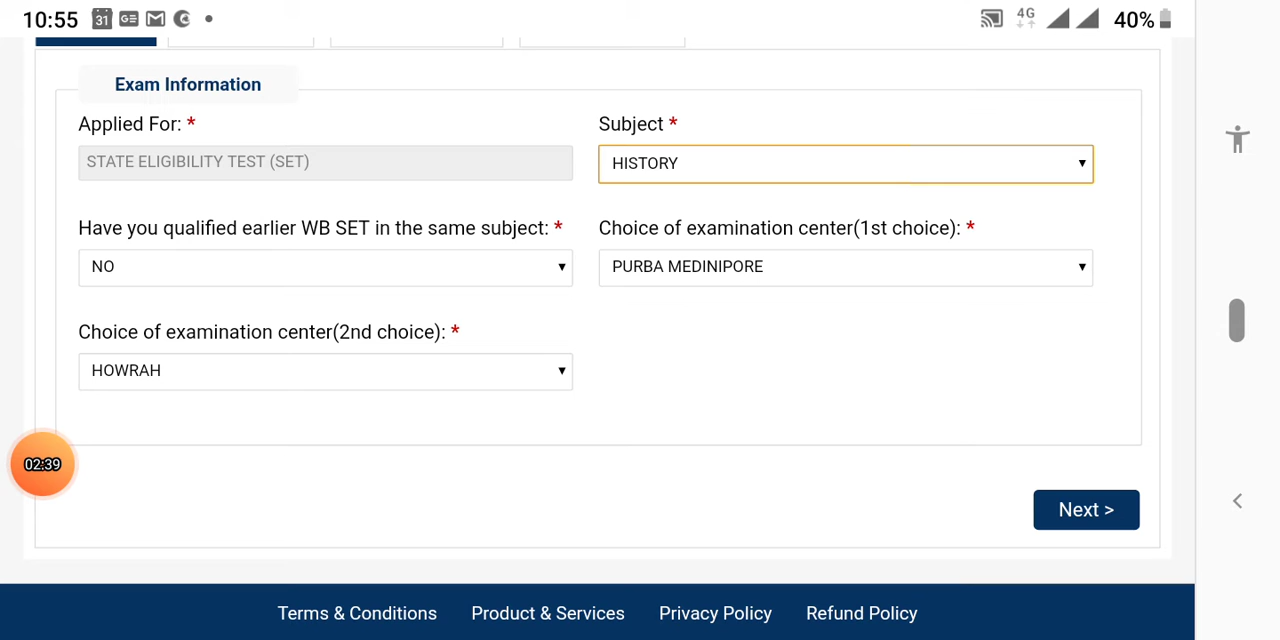 10:55 31 GE 4G 40%
Exam Information
Applied For: * Subject *
STATE ELIGIBILITY TEST (SET) HISTORY
Have you qualified earlier WB SET in the same subject: * Choice of examination center(1st choice): *
NO PURBA MEDINIPORE
Choice of examination center(2nd choice): *
HOWRAH
02:39
Next >
Terms & Conditions Product & Services Privacy Policy Refund Policy